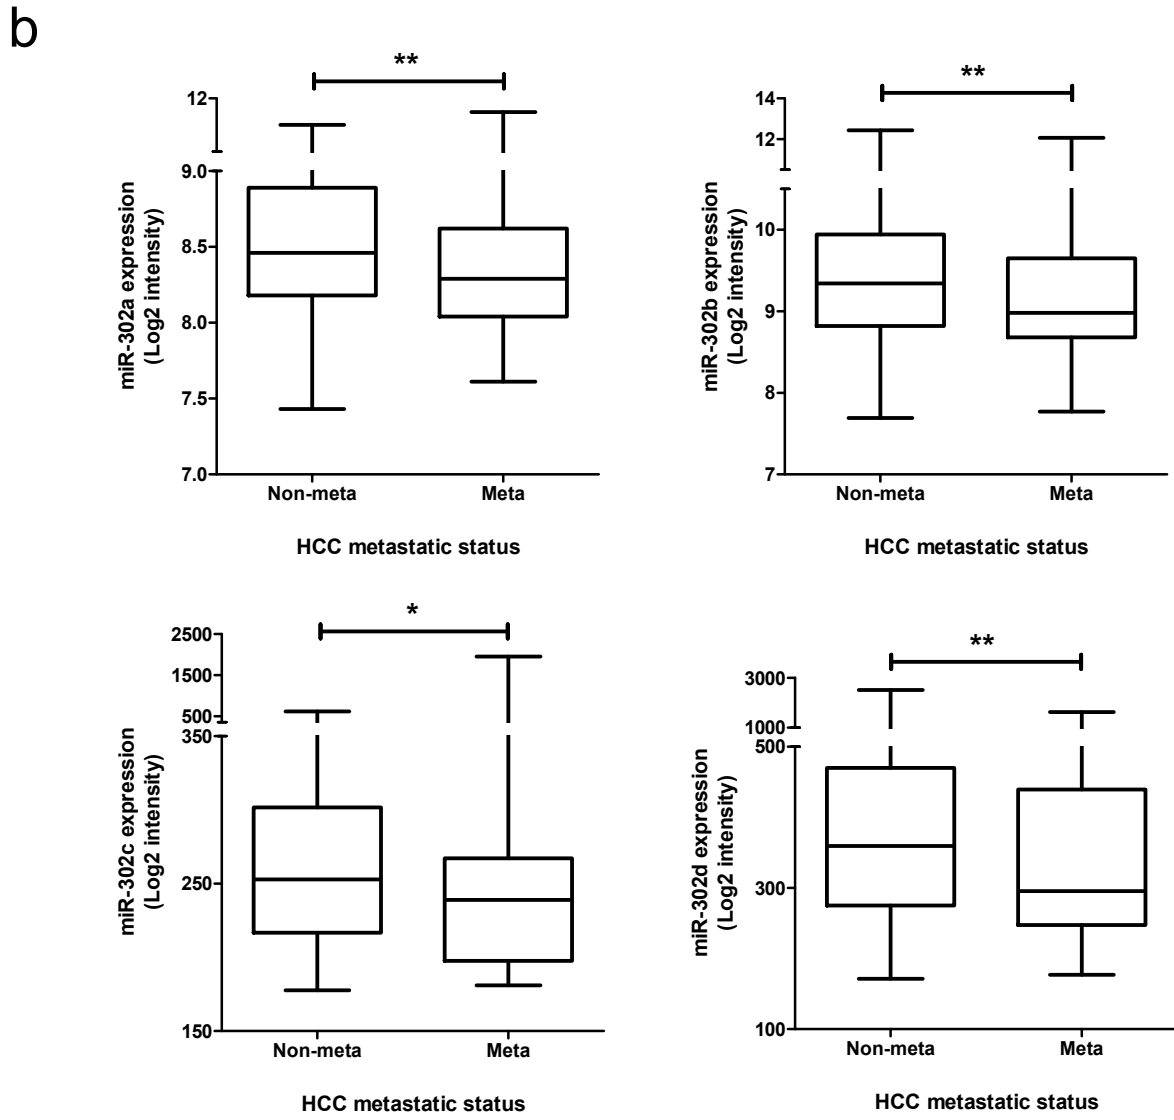 b
**
12
9.0
8.5
8.0
7.5
7.0
miR-302a expression
(Log2 intensity)
Non-meta
Meta
HCC metastatic status
**
14
12
10
9
8
7
miR-302b expression
(Log2 intensity)
Non-meta
Meta
HCC metastatic status
*
2500
1500
500
350
250
150
miR-302c expression
(Log2 intensity)
Non-meta
Meta
HCC metastatic status
**
3000
1000
500
300
100
miR-302d expression
(Log2 intensity)
Non-meta
Meta
HCC metastatic status